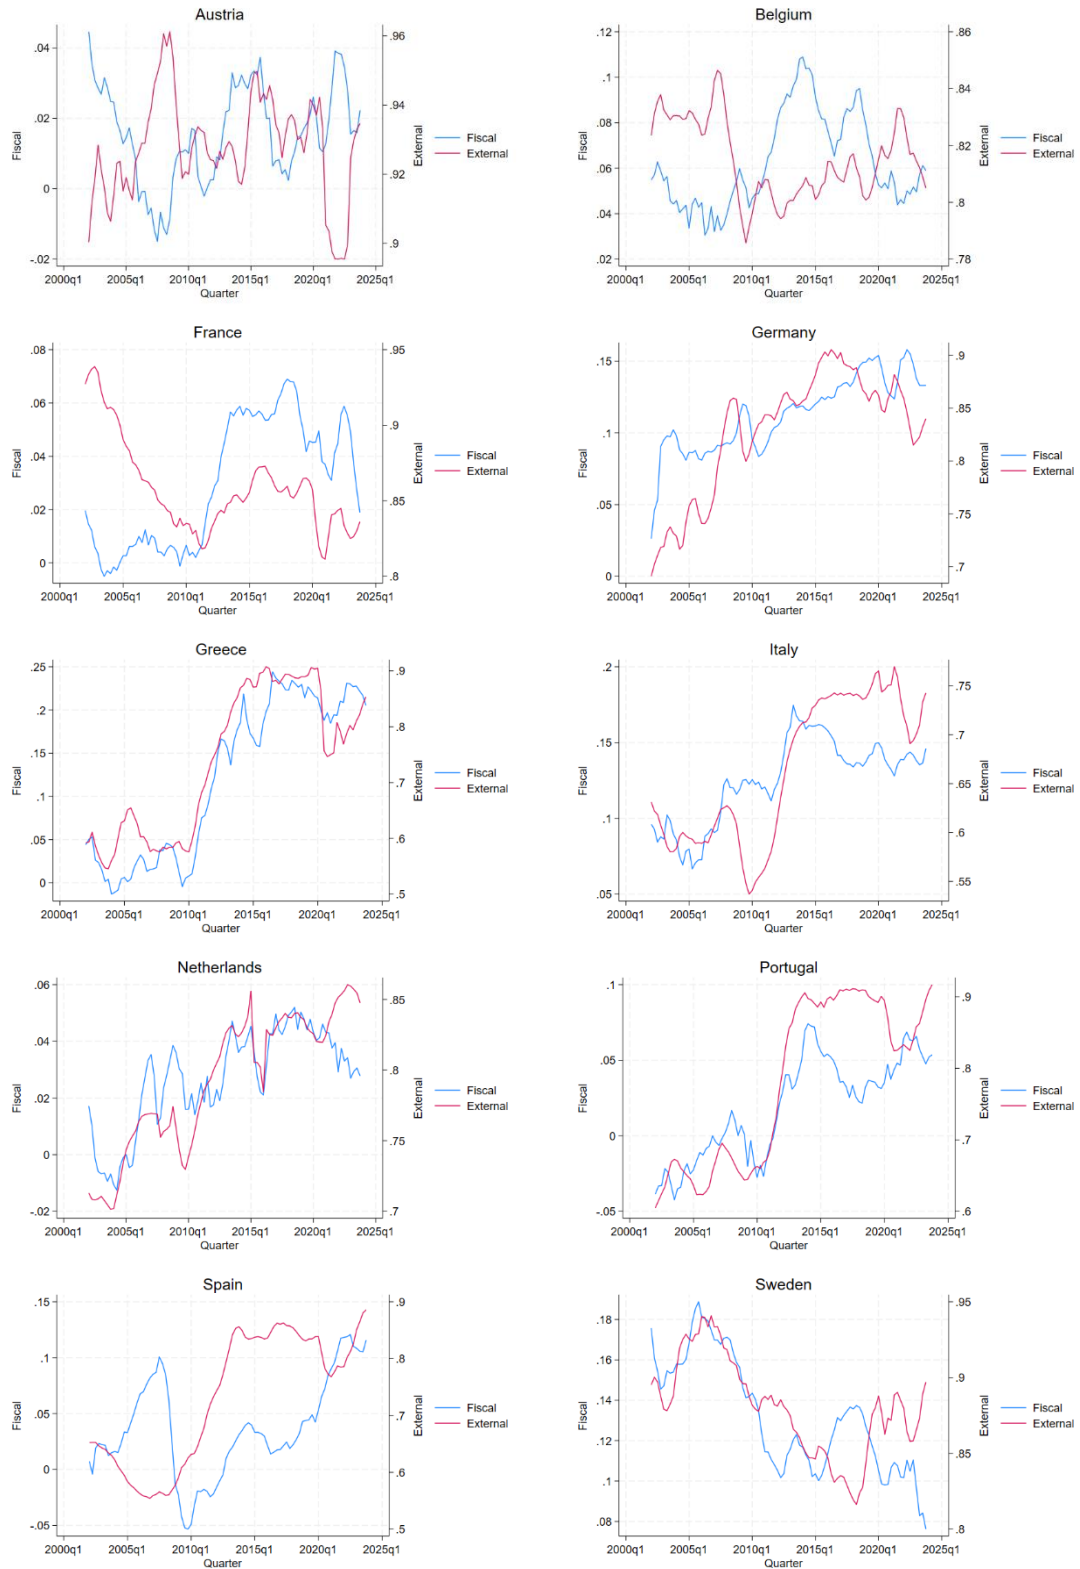 Austria
.04
.02
0
-.02
Fiscal
.96
.94
.92
.9
External
2000q1 2005q1 2010q1 2015q1 2020q1 2025q1
Quarter
Fiscal
External
Belgium
.12
.1
.08
.06
.04
.02
Fiscal
.86
.84
.82
.8
.78
External
2000q1 2005q1 2010q1 2015q1 2020q1 2025q1
Quarter
Fiscal
External
France
.08
.06
.04
.02
0
Fiscal
.95
.9
.85
.8
External
2000q1 2005q1 2010q1 2015q1 2020q1 2025q1
Quarter
Fiscal
External
Germany
.15
.1
.05
0
Fiscal
.9
.85
.8
.75
.7
External
2000q1 2005q1 2010q1 2015q1 2020q1 2025q1
Quarter
Fiscal
External
Greece
.25
.2
.15
.1
.05
0
Fiscal
.9
.8
.7
.6
.5
External
2000q1 2005q1 2010q1 2015q1 2020q1 2025q1
Quarter
Fiscal
External
Italy
.2
.15
.1
.05
Fiscal
.75
.7
.65
.6
.55
External
2000q1 2005q1 2010q1 2015q1 2020q1 2025q1
Quarter
Fiscal
External
Netherlands
.06
.04
.02
0
-.02
Fiscal
.85
.8
.75
.7
External
2000q1 2005q1 2010q1 2015q1 2020q1 2025q1
Quarter
Fiscal
External
Portugal
.1
.05
0
-.05
Fiscal
.9
.8
.7
.6
External
2000q1 2005q1 2010q1 2015q1 2020q1 2025q1
Quarter
Fiscal
External
Spain
.15
.1
.05
0
-.05
Fiscal
.9
.8
.7
.6
.5
External
2000q1 2005q1 2010q1 2015q1 2020q1 2025q1
Quarter
Fiscal
External
Sweden
.18
.16
.14
.12
.1
.08
Fiscal
.95
.9
.85
.8
External
2000q1 2005q1 2010q1 2015q1 2020q1 2025q1
Quarter
Fiscal
External